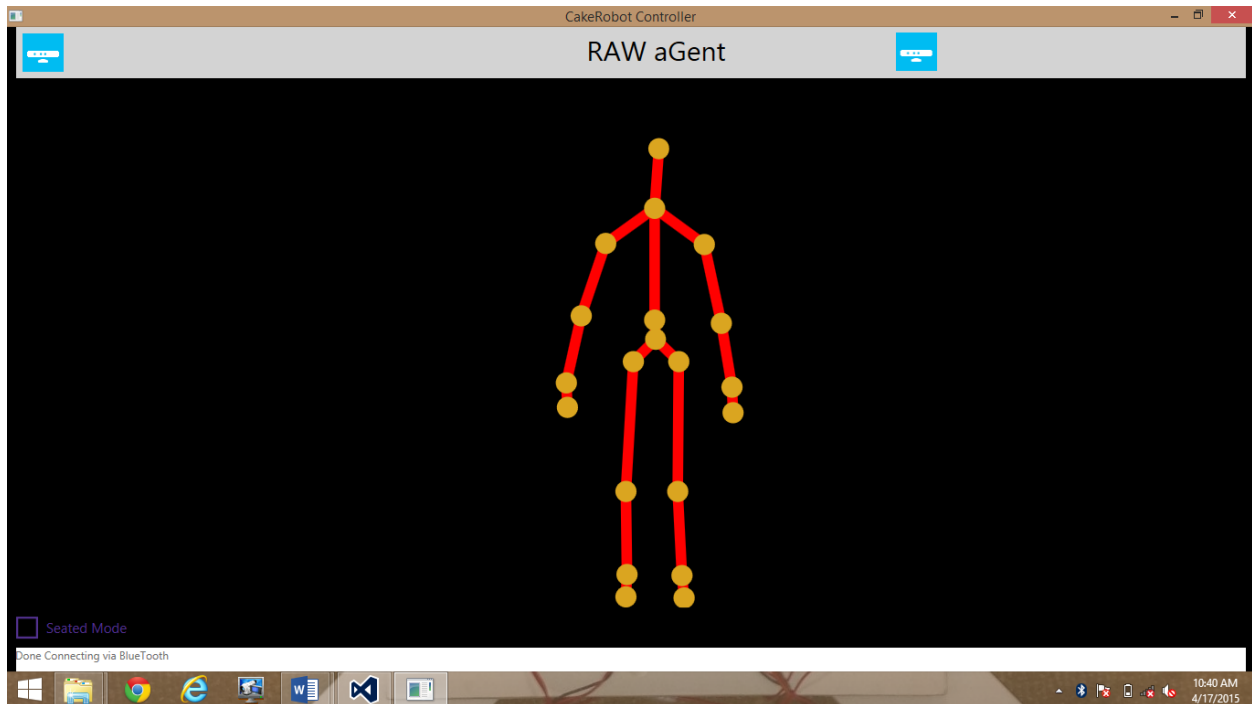 CakeRobot Controller
RAW aGent
Seated Mode
Done Connecting via BlueTooth
10:40 AM
4/17/2015